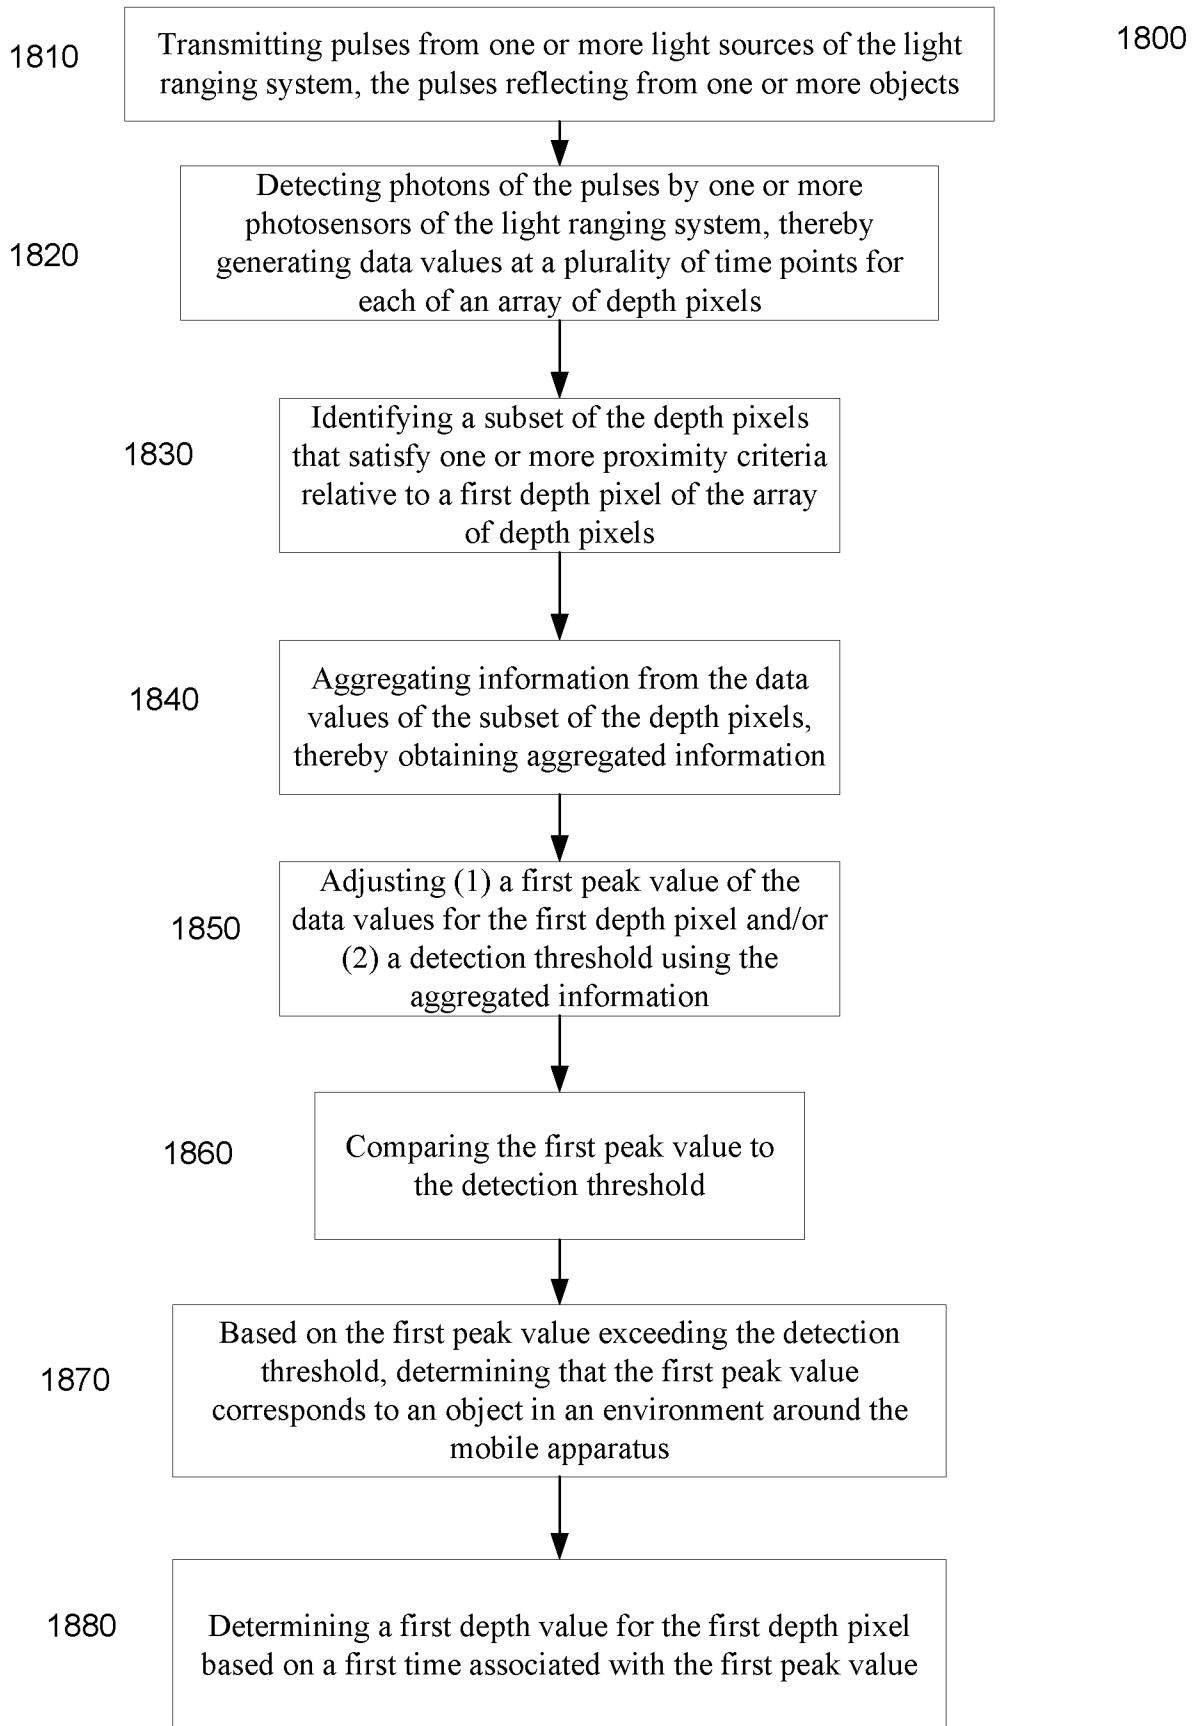 1800
1810
Transmitting pulses from one or more light sources of the light
ranging system, the pulses reflecting from one or more objects
1820
Detecting photons of the pulses by one or more
photosensors of the light ranging system, thereby
generating data values at a plurality of time points for
each of an array of depth pixels
1830
Identifying a subset of the depth pixels
that satisfy one or more proximity criteria
relative to a first depth pixel of the array
of depth pixels
1840
Aggregating information from the data
values of the subset of the depth pixels,
thereby obtaining aggregated information
1850
Adjusting (1) a first peak value of the
data values for the first depth pixel and/or
(2) a detection threshold using the
aggregated information
1860
Comparing the first peak value to
the detection threshold
1870
Based on the first peak value exceeding the detection
threshold, determining that the first peak value
corresponds to an object in an environment around the
mobile apparatus
1880
Determining a first depth value for the first depth pixel
based on a first time associated with the first peak value